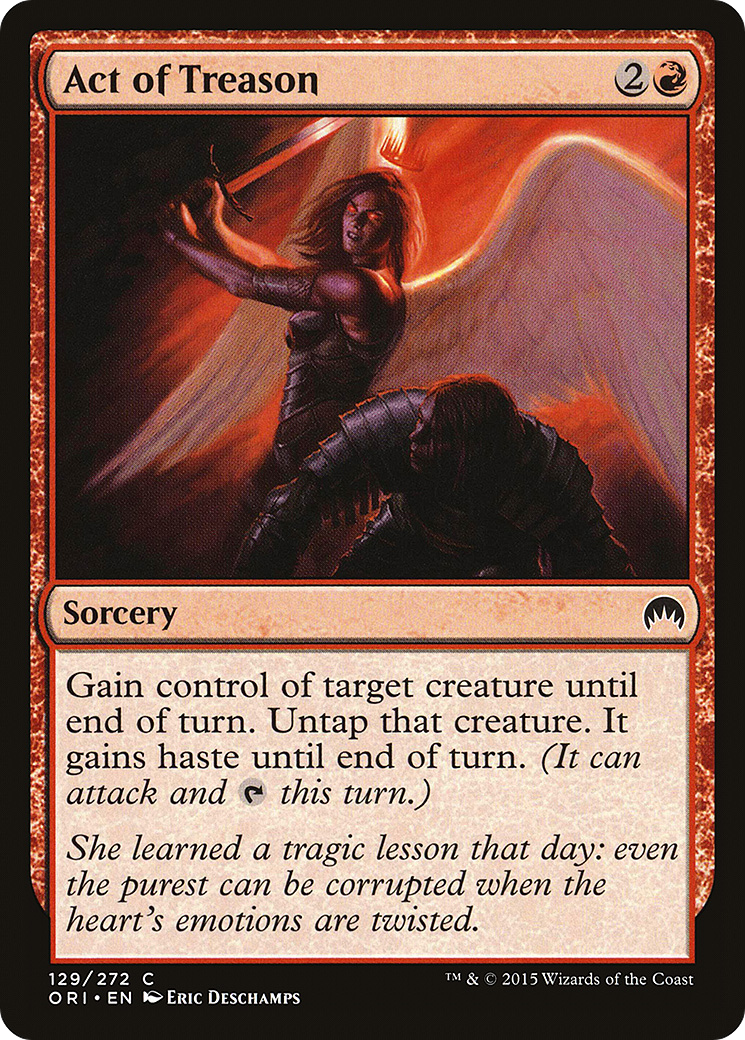 Act of Treason 2
Sorcery
Gain control of target creature until
end of turn. Untap that creature. It
gains haste until end of turn. (It can
attack and this turn.)
She learned a tragic lesson that day: even
the purest can be corrupted when the
heart's emotions are twisted.
129/272 C
ORI • EN Eric Deschamps
™ & © 2015 Wizards of the Coast